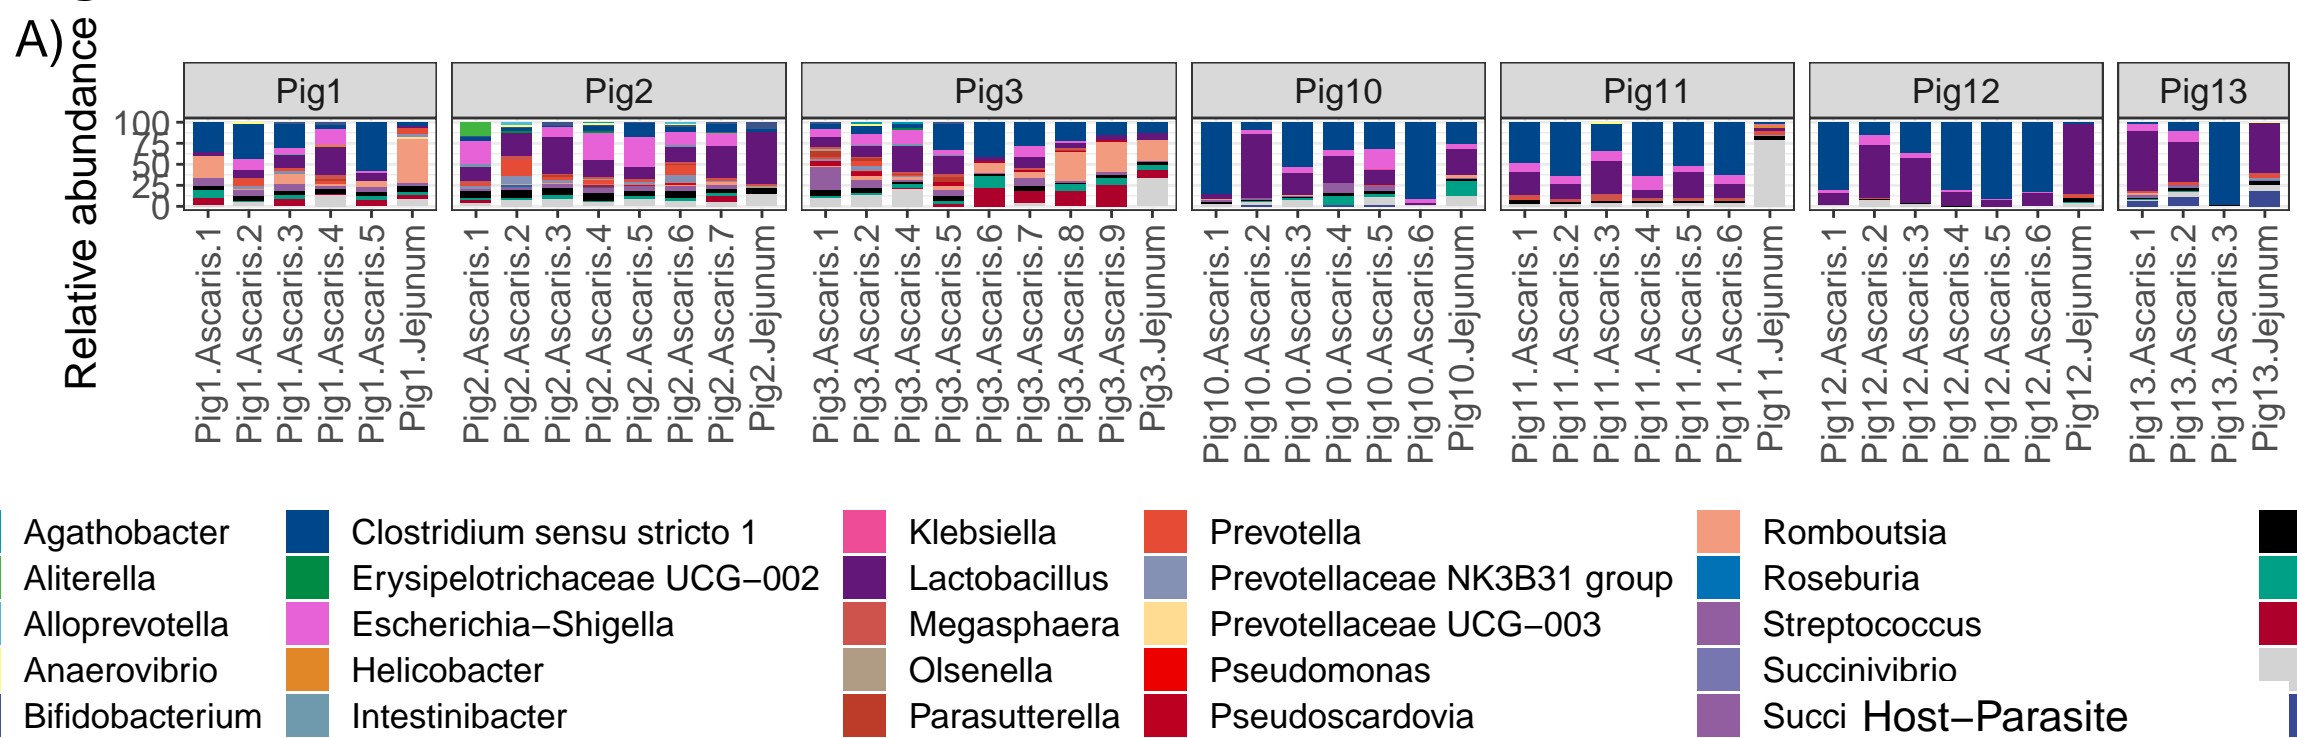 A)
Relative abundance
Pig1 Pig2 Pig3 Pig10 Pig11 Pig12 Pig13
100
75
50
25
0
Pig1.Ascaris.1
Pig1.Ascaris.2
Pig1.Ascaris.3
Pig1.Ascaris.4
Pig1.Ascaris.5
Pig1.Jejunum
Pig2.Ascaris.1
Pig2.Ascaris.2
Pig2.Ascaris.3
Pig2.Ascaris.4
Pig2.Ascaris.5
Pig2.Ascaris.6
Pig2.Ascaris.7
Pig2.Jejunum
Pig3.Ascaris.1
Pig3.Ascaris.2
Pig3.Ascaris.4
Pig3.Ascaris.5
Pig3.Ascaris.6
Pig3.Ascaris.7
Pig3.Ascaris.8
Pig3.Ascaris.9
Pig3.Jejunum
Pig10.Ascaris.1
Pig10.Ascaris.2
Pig10.Ascaris.3
Pig10.Ascaris.4
Pig10.Ascaris.5
Pig10.Ascaris.6
Pig10.Jejunum
Pig11.Ascaris.1
Pig11.Ascaris.2
Pig11.Ascaris.3
Pig11.Ascaris.4
Pig11.Ascaris.5
Pig11.Ascaris.6
Pig11.Jejunum
Pig12.Ascaris.1
Pig12.Ascaris.2
Pig12.Ascaris.3
Pig12.Ascaris.4
Pig12.Ascaris.5
Pig12.Ascaris.6
Pig12.Jejunum
Pig13.Ascaris.1
Pig13.Ascaris.2
Pig13.Ascaris.3
Pig13.Jejunum
Agathobacter
Aliterella
Alloprevotella
Anaerovibrio
Bifidobacterium
Clostridium sensu stricto 1
Erysipelotrichaceae UCG−002
Escherichia−Shigella
Helicobacter
Intestinibacter
Klebsiella
Lactobacillus
Megasphaera
Olsenella
Parasutterella
Prevotella
Prevotellaceae NK3B31 group
Prevotellaceae UCG−003
Pseudomonas
Pseudoscardovia
Romboutsia
Roseburia
Streptococcus
Succinivibrio
Succi
Host−Parasite